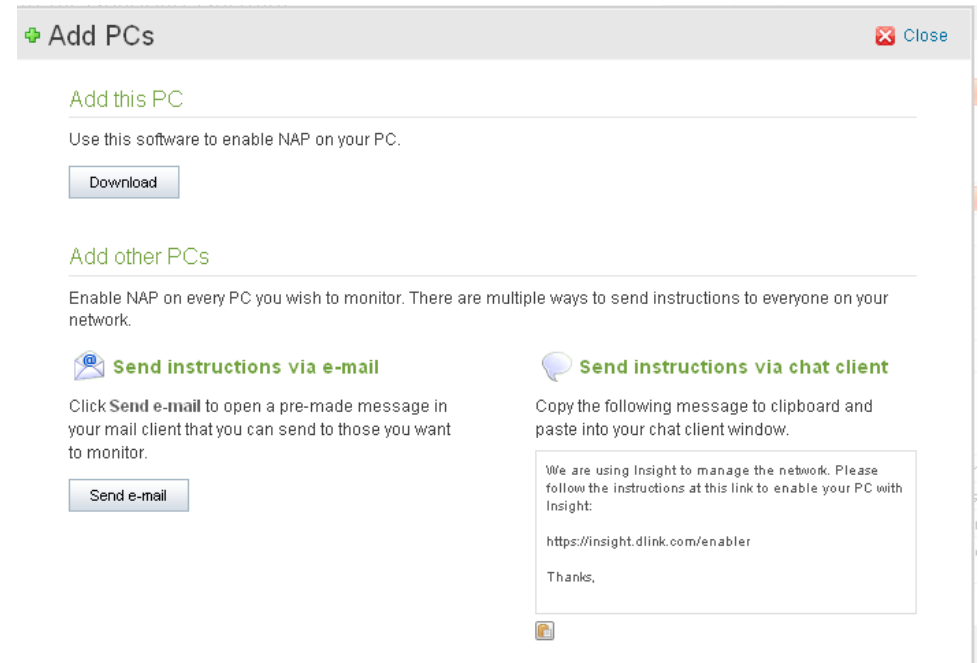 Add PCs
Close
Add this PC
Use this software to enable NAP on your PC.
Download
Add other PCs
Enable NAP on every PC you wish to monitor. There are multiple ways to send instructions to everyone on your
network.
Send instructions via e-mail
Click Send e-mail to open a pre-made message in
your mail client that you can send to those you want
to monitor.
Send e-mail
Send instructions via chat client
Copy the following message to clipboard and
paste into your chat client window.
We are using Insight to manage the network. Please
follow the instructions at this link to enable your PC with
Insight:
https://insight.dlink.com/enabler
Thanks,